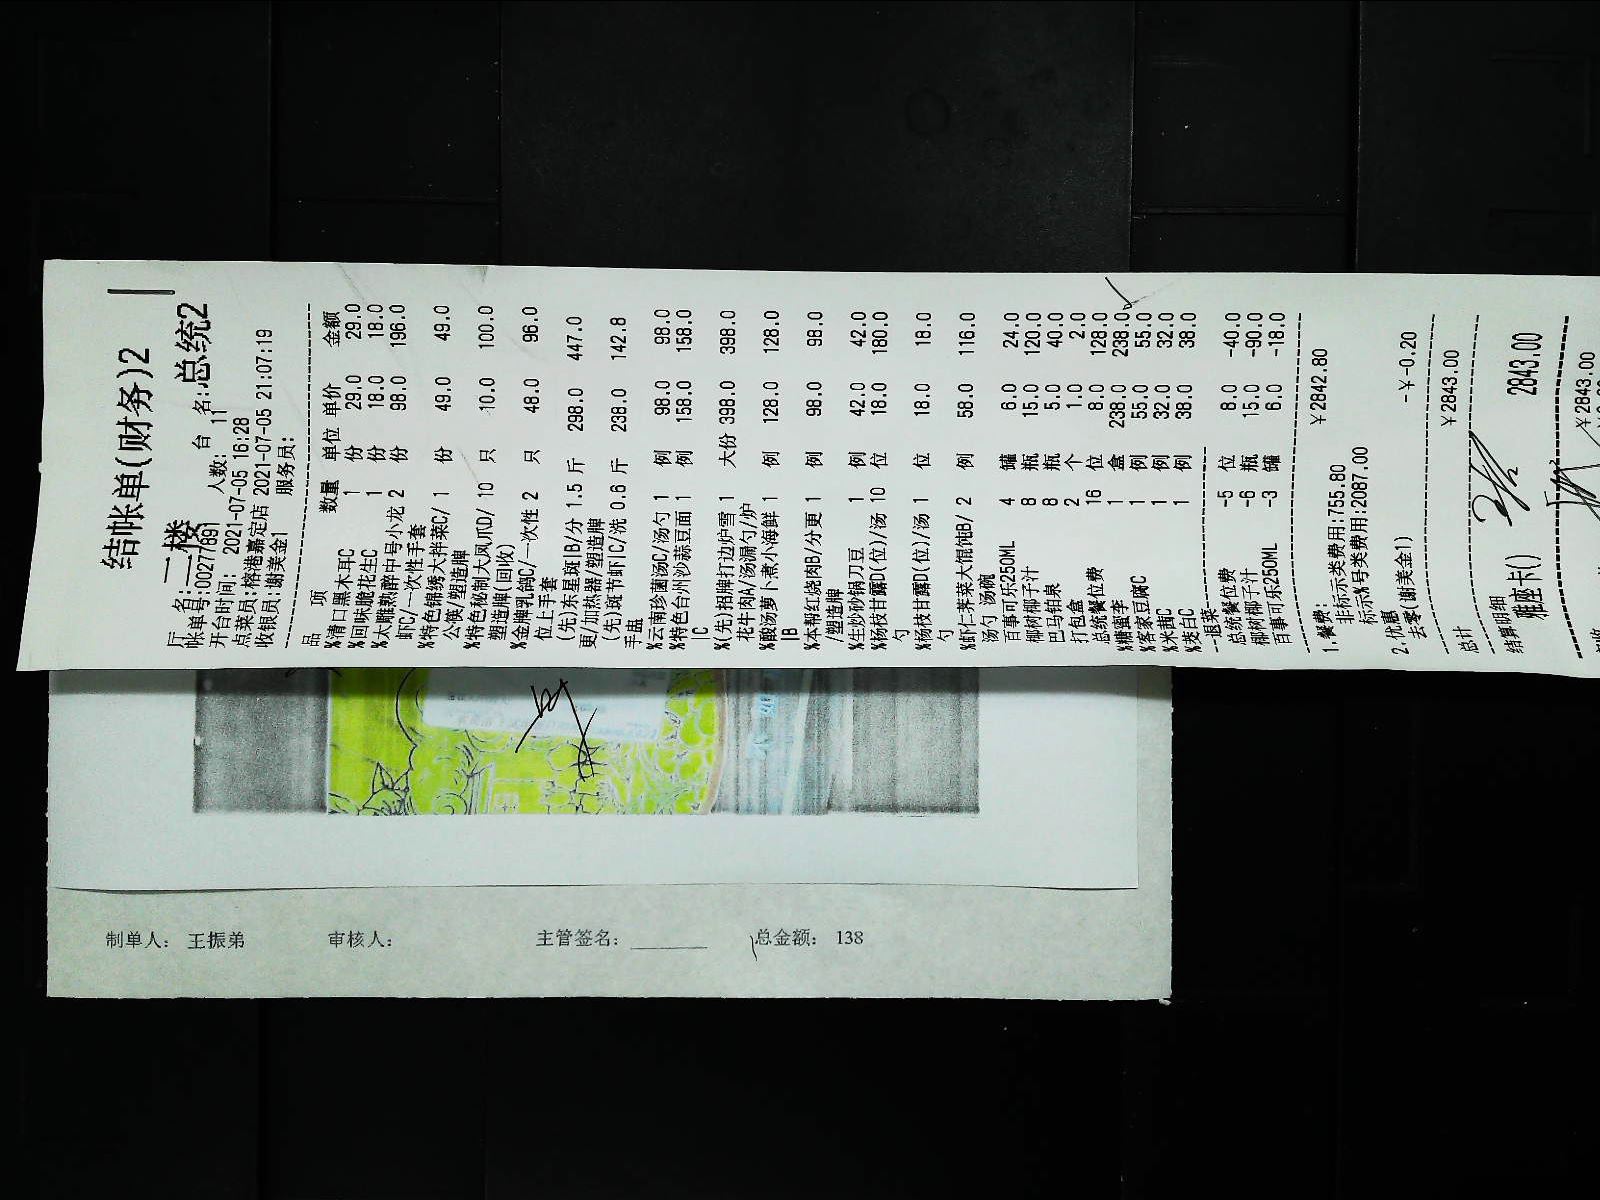 结帐单(财务)2
厅 名:二楼 台 名:总统2
帐单号:0027789 人数: 11
开台时间: 2021-07-05 16:28
点菜员:榕港嘉定店 2021-07-05 21:07:19
收银员:谢美金1 服务员:
品 项 数量 单位 单价 金额
%清口黑木耳C 1 份 29.0 29.0
%回味脆花生C 1 份 18.0 18.0
%太雕熟醉中号小龙 2 份 98.0 196.0
虾C/一次性手套
%特色锦绣大拌菜C/ 1 份 49.0 49.0
公筷/塑造牌
%特色秘制大凤爪D/ 10 只 10.0 100.0
塑造牌(回收)
%金牌乳鸽C/一次性 2 只 48.0 96.0
位上手套
(先)东星斑|B/分 1.5 斤 298.0 447.0
更/加热器 塑造牌
(先)斑节虾|C/洗 0.6 斤 238.0 142.8
手盅
%云南珍菌汤C/汤勺 1 例 98.0 98.0
%特色台州沙蒜豆面 1 例 158.0 158.0
|C
%(先)招牌打边炉雪 1 大份 398.0 398.0
花牛肉A/汤漏勺/炉
%酸汤萝卜煮小海鲜 1 例 128.0 128.0
|B
%本帮红烧肉B/分更 1 例 98.0 98.0
/塑造牌
%生炒砂锅刀豆 1 例 42.0 42.0
%杨枝甘露D(位)/汤 10 位 18.0 180.0
勺
%杨枝甘露D(位)/汤 1 位 18.0 18.0
勺
%虾仁荠菜大馄饨B/ 2 例 58.0 116.0
汤勺 汤碗
百事可乐250ML 4 罐 6.0 24.0
椰树椰子汁 8 瓶 15.0 120.0
巴马铂泉 8 瓶 5.0 40.0
打包盒 2 个 1.0 2.0
总统餐位费 16 位 8.0 128.0
%糖蜜李 1 盒 238.0 238.0
%客家豆腐C 1 例 55.0 55.0
%米茜C 1 例 32.0 32.0
%茭白C 1 例 38.0 38.0
--退菜--
总统餐位费 -5 位 8.0 -40.0
椰树椰子汁 -6 瓶 15.0 -90.0
百事可乐250ML -3 罐 6.0 -18.0
1.餐费: ￥2842.80
非标示类费用:755.80
标示%号类费用:2087.00
2.优惠
去零(谢美金1) -￥-0.20
总计 ￥2843.00
结算明细
雅座卡() 2843.00
￥2843.00
制单人: 王振弟 审核人: 主管签名: 总金额: 138